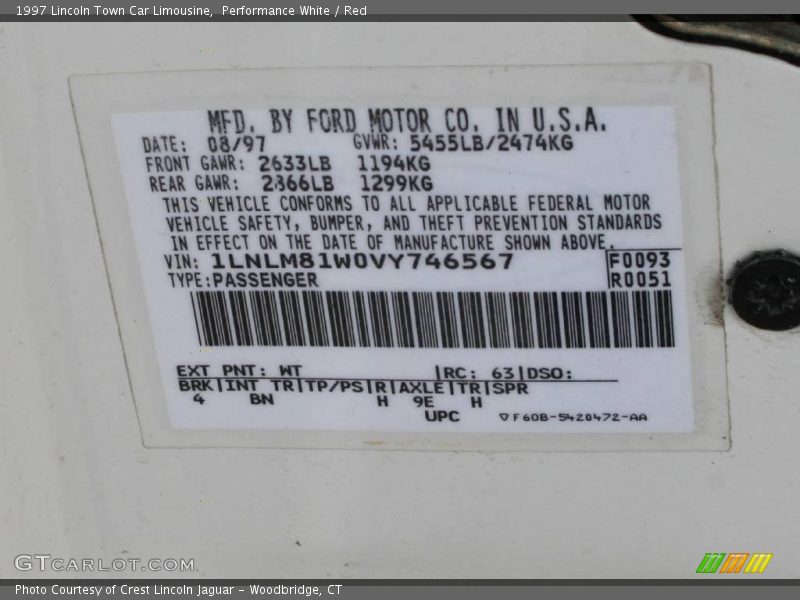 1997 Lincoln Town Car Limousine,  Performance White / Red
MFD. BY FORD MOTOR CO. IN U.S.A.
DATE: 08/97 GVWR: 5455LB/2474KG
FRONT GAWR: 2633LB 1194KG
REAR GAWR: 2866LB 1299KG
THIS VEHICLE CONFORMS TO ALL APPLICABLE FEDERAL MOTOR
VEHICLE SAFETY, BUMPER, AND THEFT PREVENTION STANDARDS
IN EFFECT ON THE DATE OF MANUFACTURE SHOWN ABOVE.
VIN: 1LNLM81W0VY746567 F0093
TYPE: PASSENGER R0051
EXT PNT: WT |RC: 63|DSO:
BRK|INT TR|TP/PS|R|AXLE|TR|SPR
4 BN H 9E H
UPC ▽F60B-5420472-AA
GTCARLOT.COM
Photo Courtesy of Crest Lincoln Jaguar - Woodbridge, CT